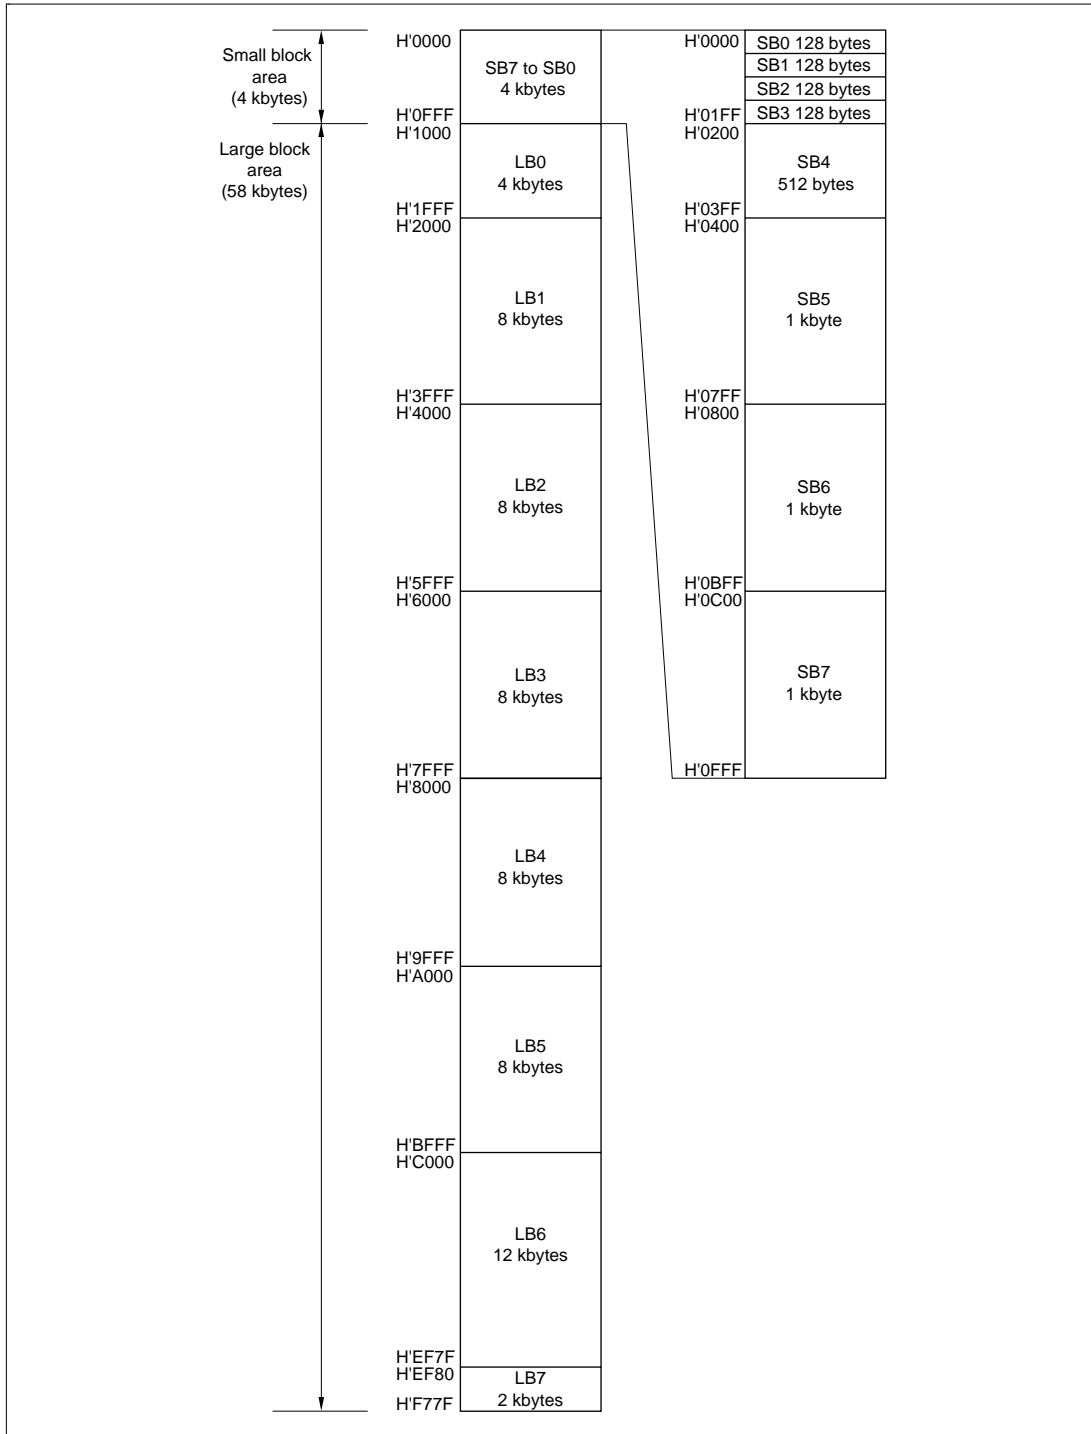 Small block
area
(4 kbytes)
Large block
area
(58 kbytes)
H'0000
SB7 to SB0
4 kbytes
H'0FFF
H'1000
LB0
4 kbytes
H'1FFF
H'2000
LB1
8 kbytes
H'3FFF
H'4000
LB2
8 kbytes
H'5FFF
H'6000
LB3
8 kbytes
H'7FFF
H'8000
LB4
8 kbytes
H'9FFF
H'A000
LB5
8 kbytes
H'BFFF
H'C000
LB6
12 kbytes
H'EF7F
H'EF80
LB7
2 kbytes
H'F77F
H'0000
SB0 128 bytes
SB1 128 bytes
SB2 128 bytes
SB3 128 bytes
H'01FF
H'0200
SB4
512 bytes
H'03FF
H'0400
SB5
1 kbyte
H'07FF
H'0800
SB6
1 kbyte
H'0BFF
H'0C00
SB7
1 kbyte
H'0FFF